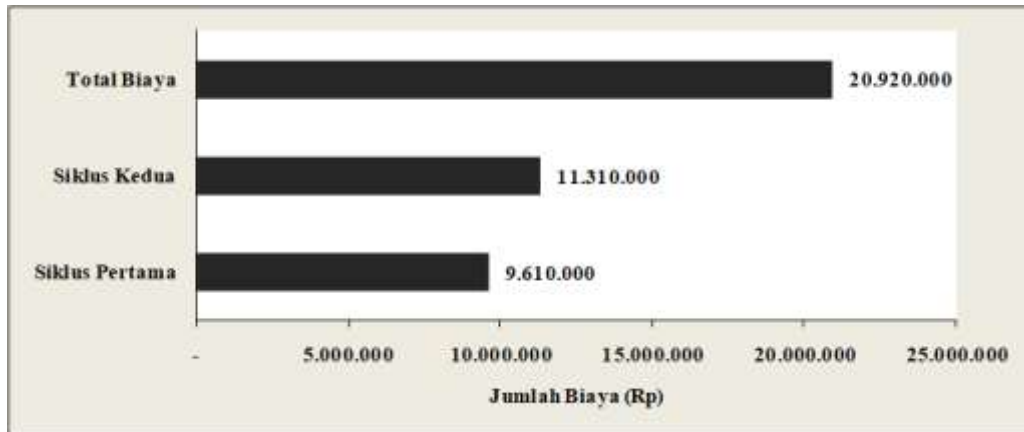 Total Biaya
20.920.000
Siklus Kedua
11.310.000
Siklus Pertama
9.610.000
- 5.000.000 10.000.000 15.000.000 20.000.000 25.000.000
Jumlah Biaya (Rp)